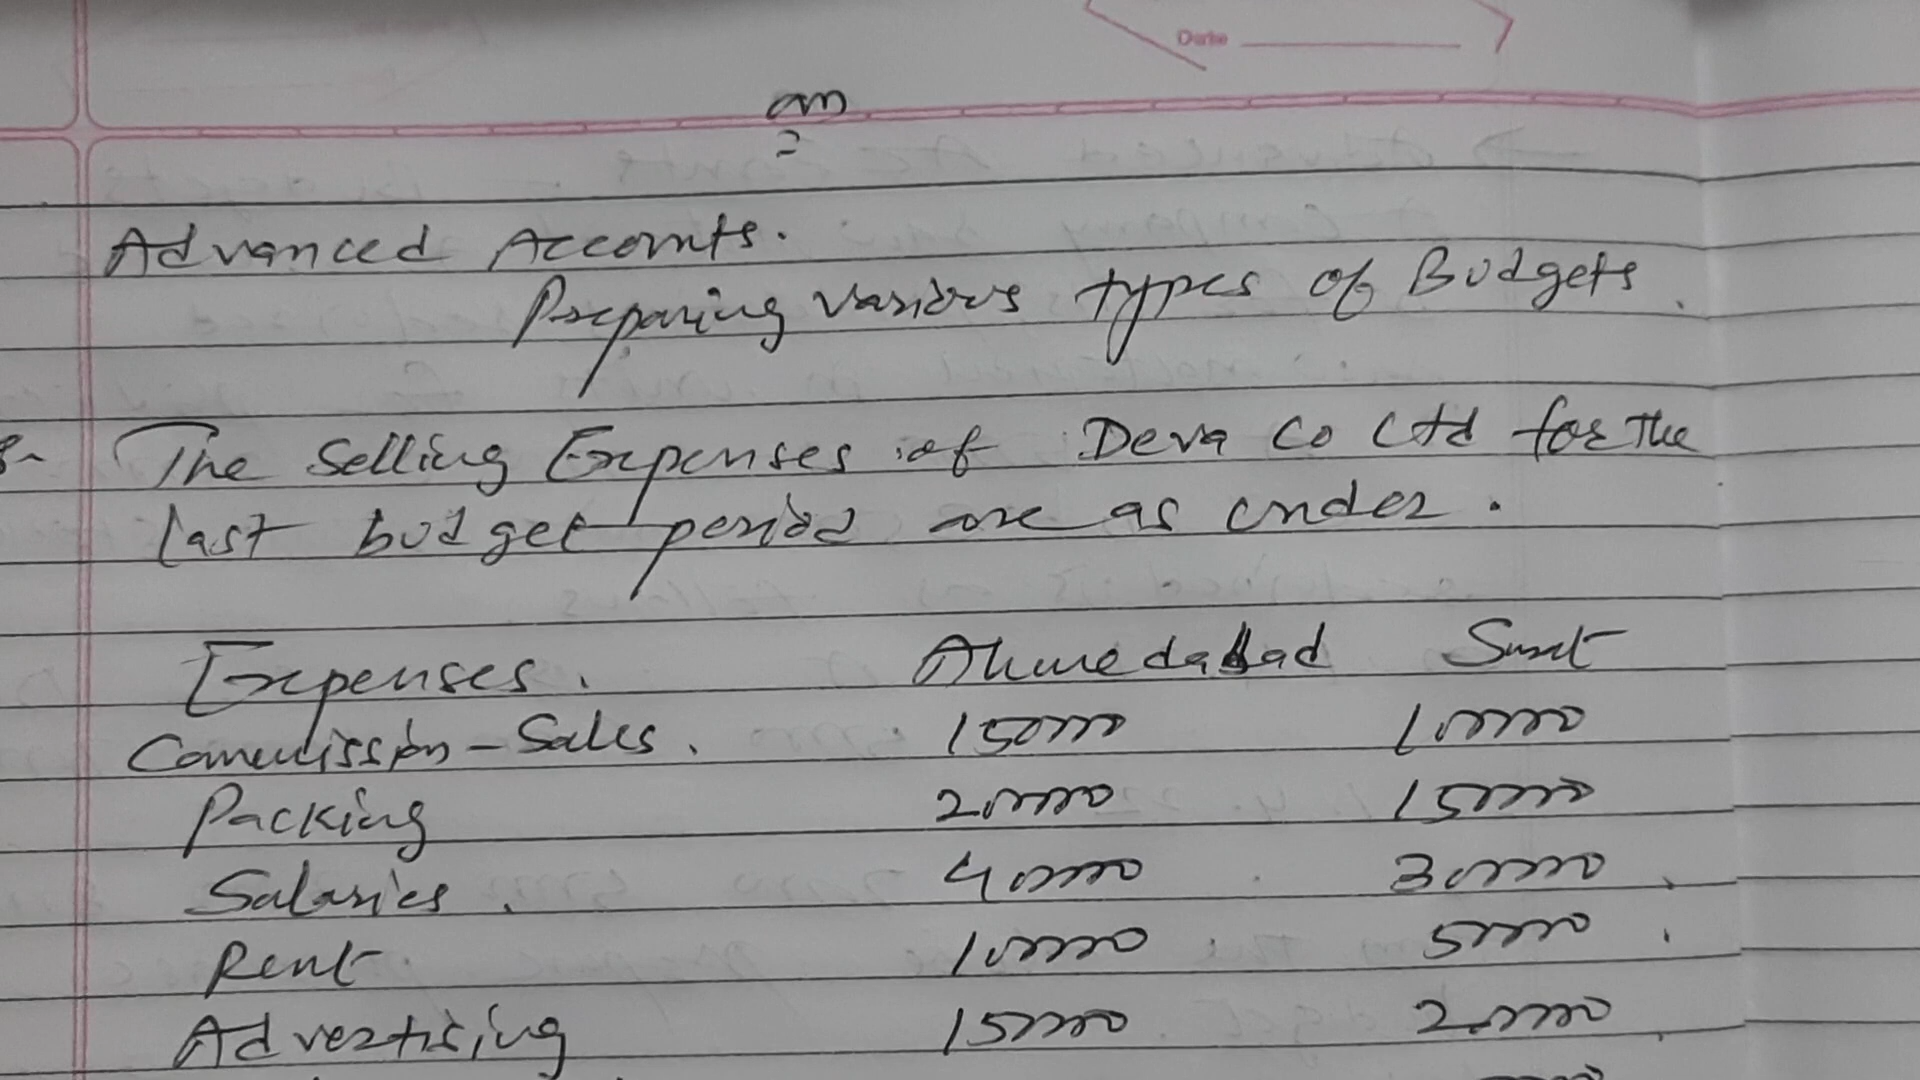 Date
Advanced Accounts.
Preparing various types of Budgets.
The Selling Expenses of Deva Co Ltd for the
last budget period are as under.
Expenses. Ahmedabad Surat
Commission - Sales. 15000 10000
Packing 20000 15000
Salaries. 40000 30000
Rent 10000 5000
Advertising 15000 20000